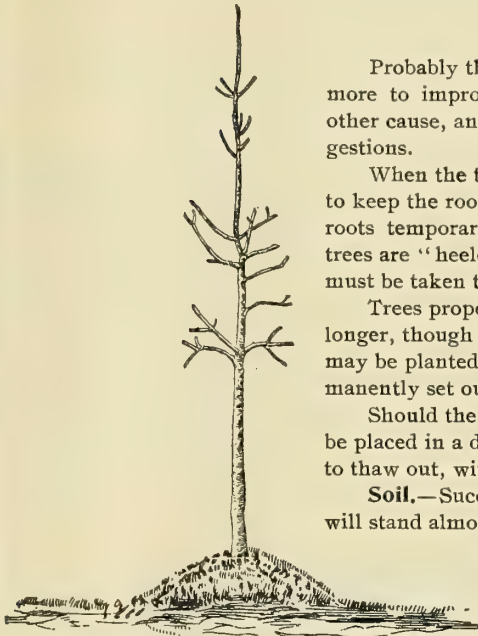 Probably th
more to impro
other cause, an
gestions.
When the t
to keep the roo
roots temporar
trees are "heel
must be taken t
Trees prope
longer, though
may be planted
manently set ou
Should the
be placed in a d
to thaw out, wi
Soil.—Succ
will stand almo